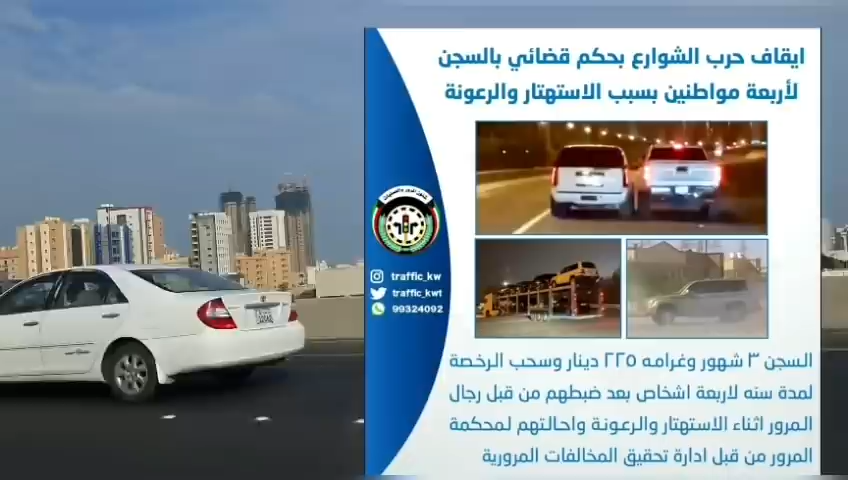 ايقاف حرب الشوارع بحكم قضائي بالسجن
لأربعة مواطنين بسبب الاستهتار والرعونة
traffic_kw
traffic_kwt
99324092
السجن ٣ شهور وغرامه ٢٢٥ دينار وسحب الرخصة
لمدة سنه لاربعة اشخاص بعد ضبطهم من قبل رجال
المرور اثناء الاستهتار والرعونة واحالتهم لمحكمة
المرور من قبل ادارة تحقيق المخالفات المرورية